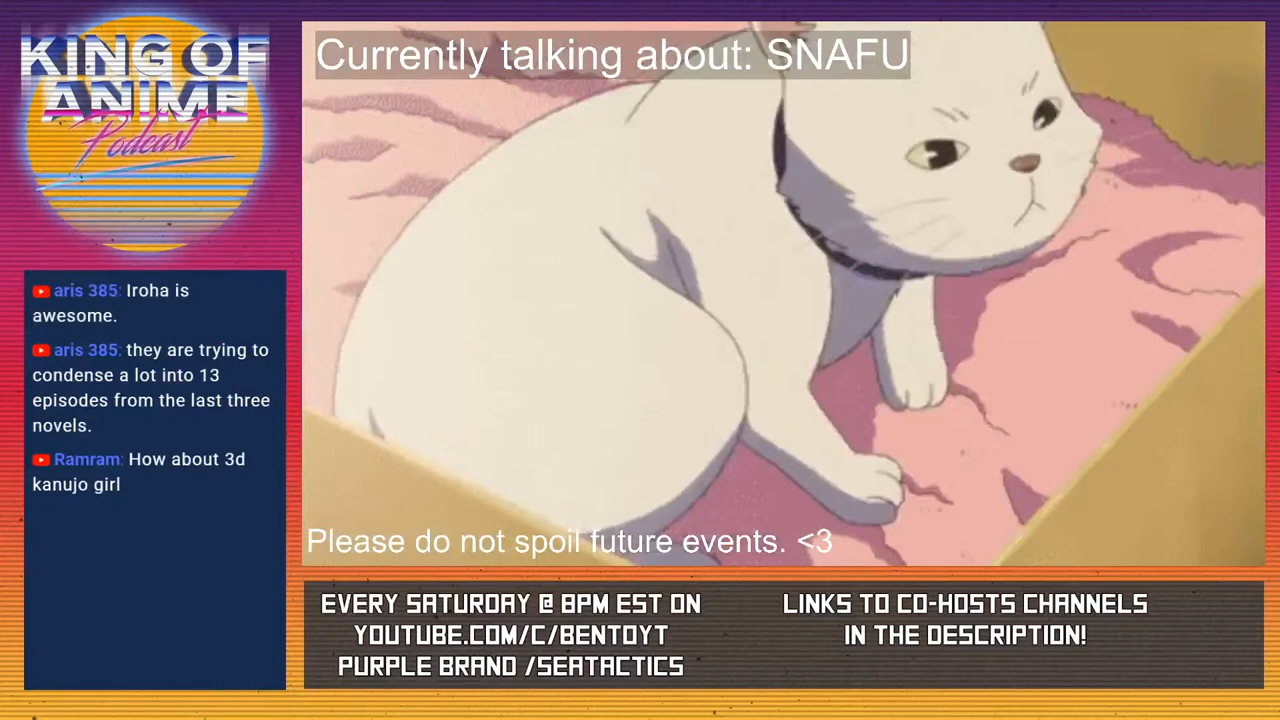 KING OF
ANIME
Podcast
Currently talking about: SNAFU
aris 385: Iroha is
awesome.
aris 385: they are trying to
condense a lot into 13
episodes from the last three
novels.
Ramram: How about 3d
kanujo girl
Please do not spoil future events. <3
EVERY SATURDAY @ 8PM EST ON
YOUTUBE.COM/C/BENTOYT
PURPLE BRAND /SEATACTICS
LINKS TO CO-HOSTS CHANNELS
IN THE DESCRIPTION!